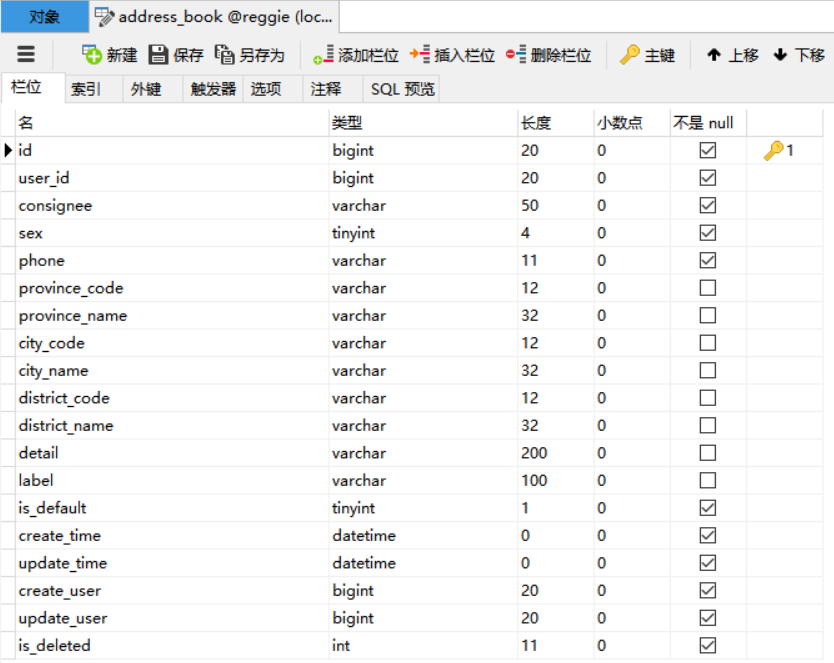 对象 address_book @reggie (loc...
新建 保存 另存为 添加栏位 插入栏位 删除栏位 主键 上移 下移
栏位 索引 外键 触发器 选项 注释 SQL 预览
名 类型 长度 小数点 不是 null
id bigint 20 0 1
user_id bigint 20 0
consignee varchar 50 0
sex tinyint 4 0
phone varchar 11 0
province_code varchar 12 0
province_name varchar 32 0
city_code varchar 12 0
city_name varchar 32 0
district_code varchar 12 0
district_name varchar 32 0
detail varchar 200 0
label varchar 100 0
is_default tinyint 1 0
create_time datetime 0 0
update_time datetime 0 0
create_user bigint 20 0
update_user bigint 20 0
is_deleted int 11 0